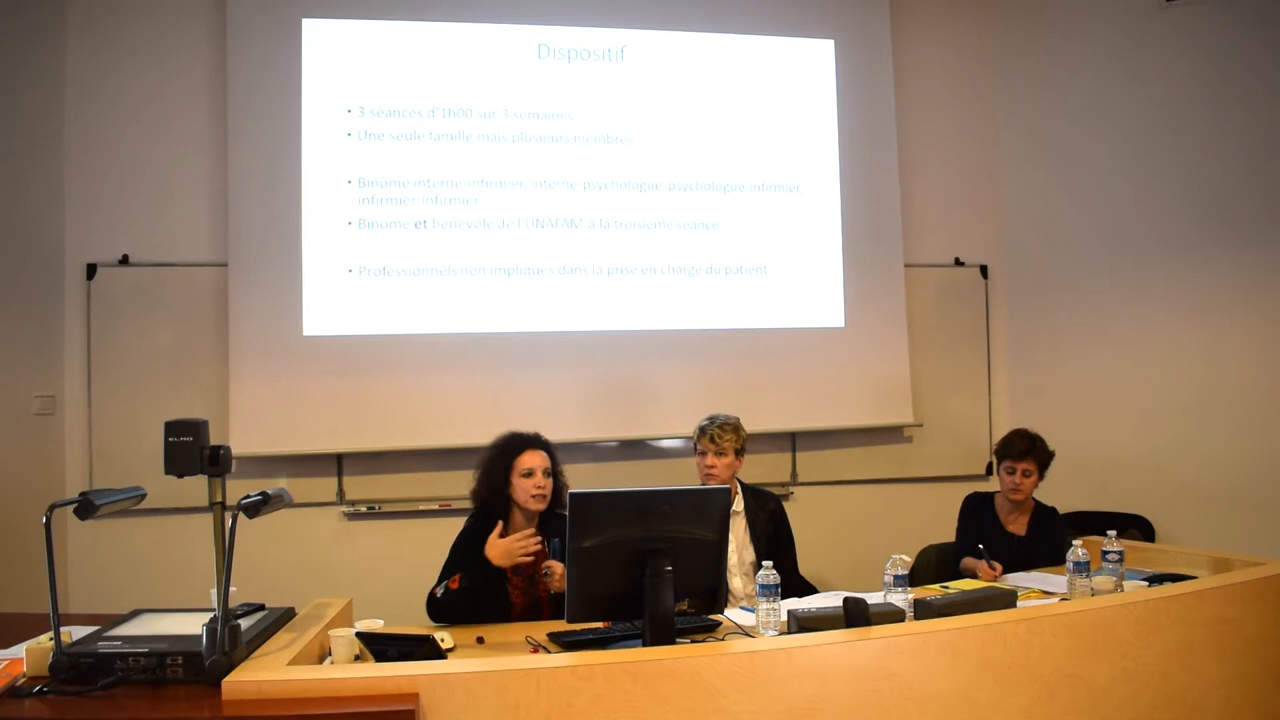 Dispositif
• 3 séances d'1h00 sur 3 semaines
• Une seule famille mais plusieurs membres
• Binôme interne-infirmier, interne-psychologue, psychologue-infirmier,
infirmier-infirmier
• Binôme et bénévole de l'UNAFAM à la troisième séance.
• Professionnels non impliqués dans la prise en charge du patient
ELMO